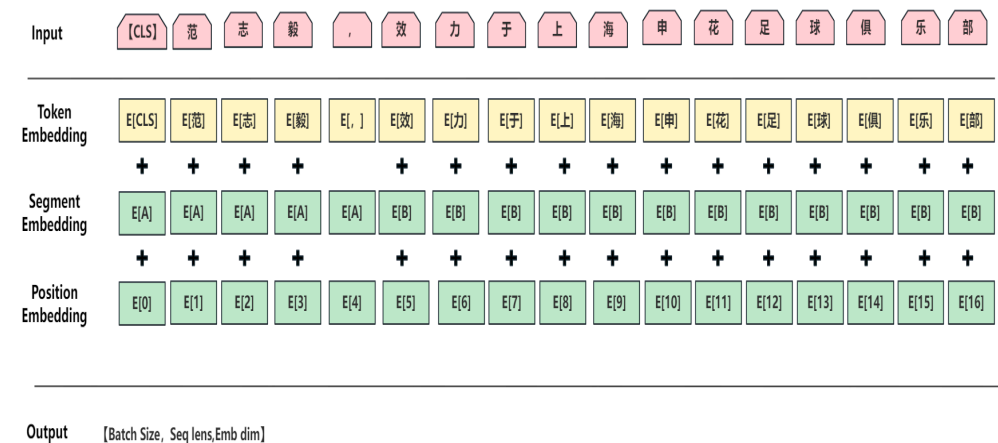 Input 【CLS】 范 志 毅 , 效 力 于 上 海 申 花 足 球 俱 乐 部
Token Embedding E[CLS] E[范] E[志] E[毅] E[, ] E[效] E[力] E[于] E[上] E[海] E[申] E[花] E[足] E[球] E[俱] E[乐] E[部]
+ + + + + + + + + + + + + + + +
Segment Embedding E[A] E[A] E[A] E[A] E[A] E[B] E[B] E[B] E[B] E[B] E[B] E[B] E[B] E[B] E[B] E[B] E[B]
+ + + + + + + + + + + + + + + +
Position Embedding E[0] E[1] E[2] E[3] E[4] E[5] E[6] E[7] E[8] E[9] E[10] E[11] E[12] E[13] E[14] E[15] E[16]
Output 【Batch Size，Seq lens,Emb dim】